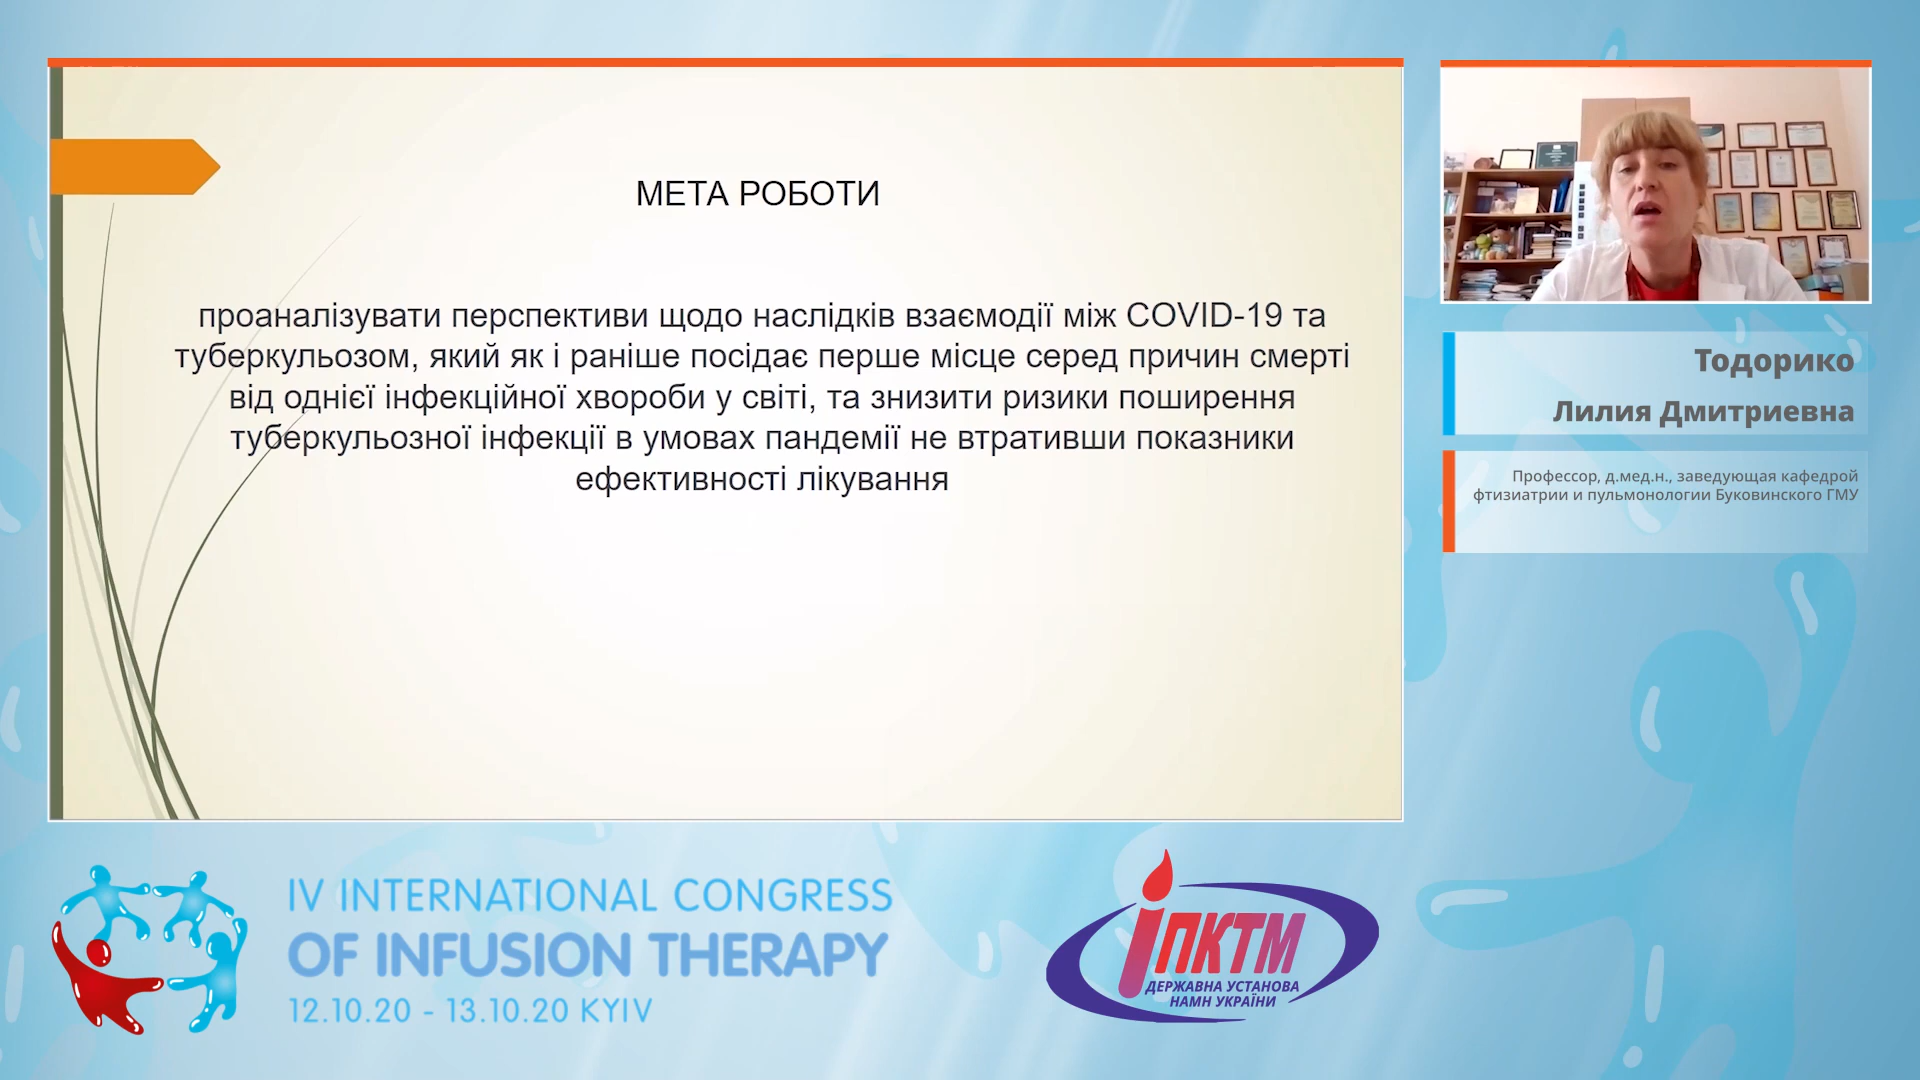 МЕТА РОБОТИ
проаналізувати перспективи щодо наслідків взаємодії між COVID-19 та
туберкульозом, який як і раніше посідає перше місце серед причин смерті
від однієї інфекційної хвороби у світі, та знизити ризики поширення
туберкульозної інфекції в умовах пандемії не втративши показники
ефективності лікування
Тодорико
Лилия Дмитриевна
Профессор, д.мед.н., заведующая кафедрой
фтизиатрии и пульмонологии Буковинского ГМУ
IV INTERNATIONAL CONGRESS
OF INFUSION THERAPY
12.10.20 - 13.10.20 KYIV
іПКТМ
ДЕРЖАВНА УСТАНОВА
НАМН УКРАЇНИ